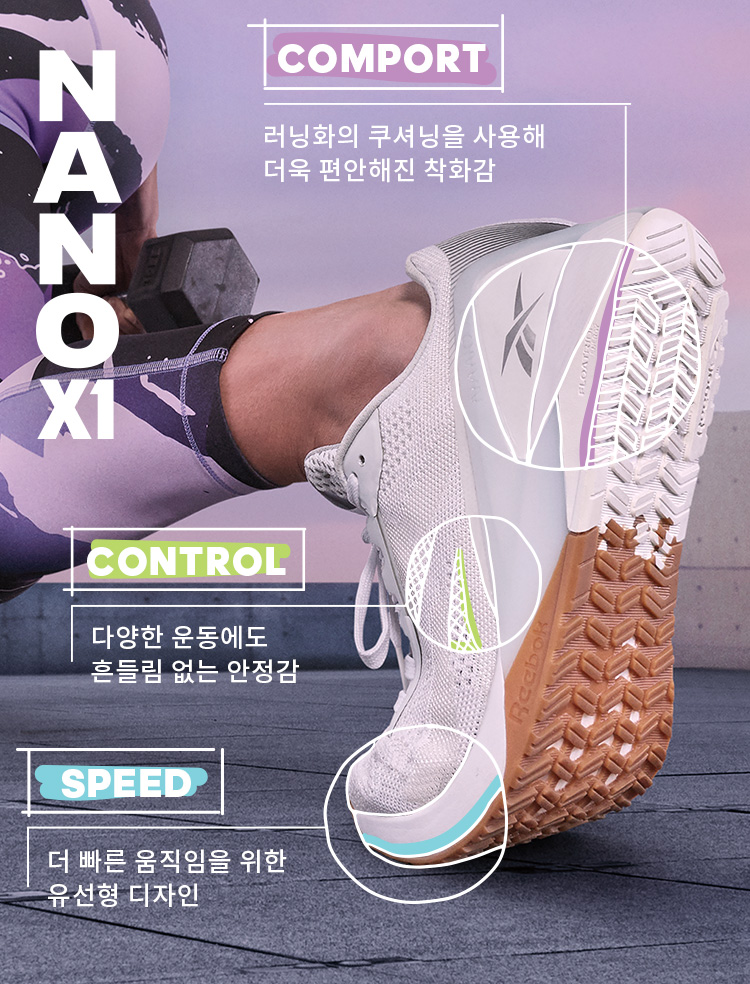 NANO
X1
COMPORT
러닝화의 쿠셔닝을 사용해
더욱 편안해진 착화감
CONTROL
다양한 운동에도
흔들림 없는 안정감
SPEED
더 빠른 움직임을 위한
유선형 디자인
Reebok